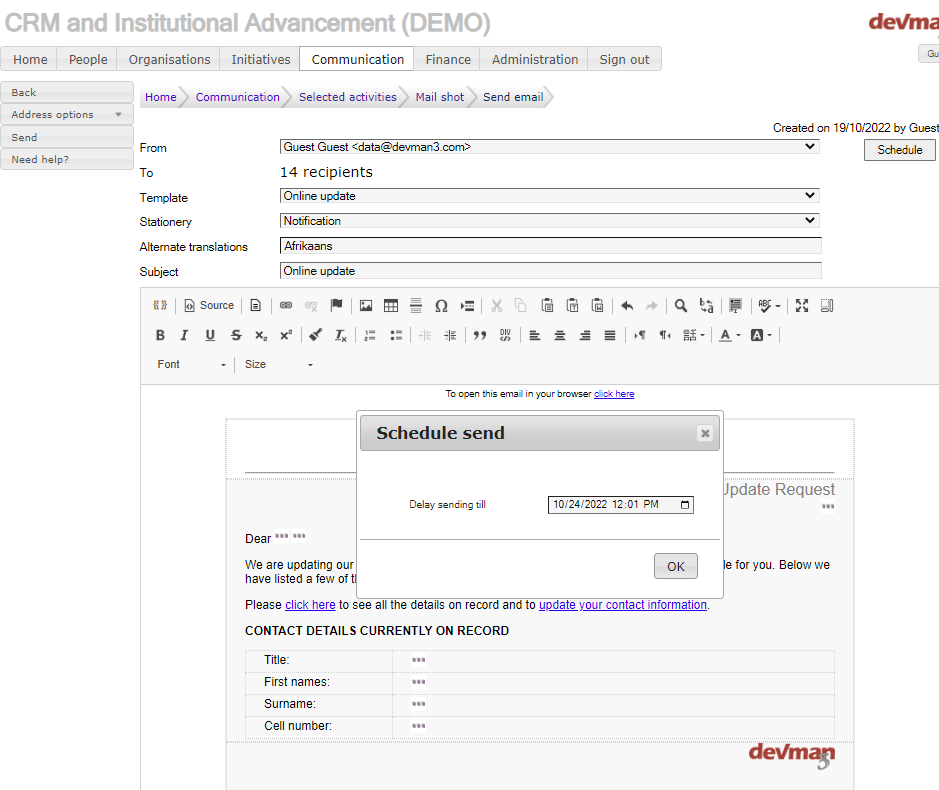 CRM and Institutional Advancement (DEMO)
devma
Gu
Home People Organisations Initiatives Communication Finance Administration Sign out
Back
Address options
Send
Need help?
Home Communication Selected activities Mail shot Send email
Created on 19/10/2022 by Guest
Schedule
From Guest Guest <data@devman3.com>
To 14 recipients
Template Online update
Stationery Notification
Alternate translations Afrikaans
Subject Online update
Source
Font Size
To open this email in your browser click here
Schedule send
Delay sending till 10/24/2022 12:01 PM
OK
Update Request
Dear
We are updating our le for you. Below we
have listed a few of th
Please click here to see all the details on record and to update your contact information.
CONTACT DETAILS CURRENTLY ON RECORD
Title:
First names:
Surname:
Cell number:
devman
3